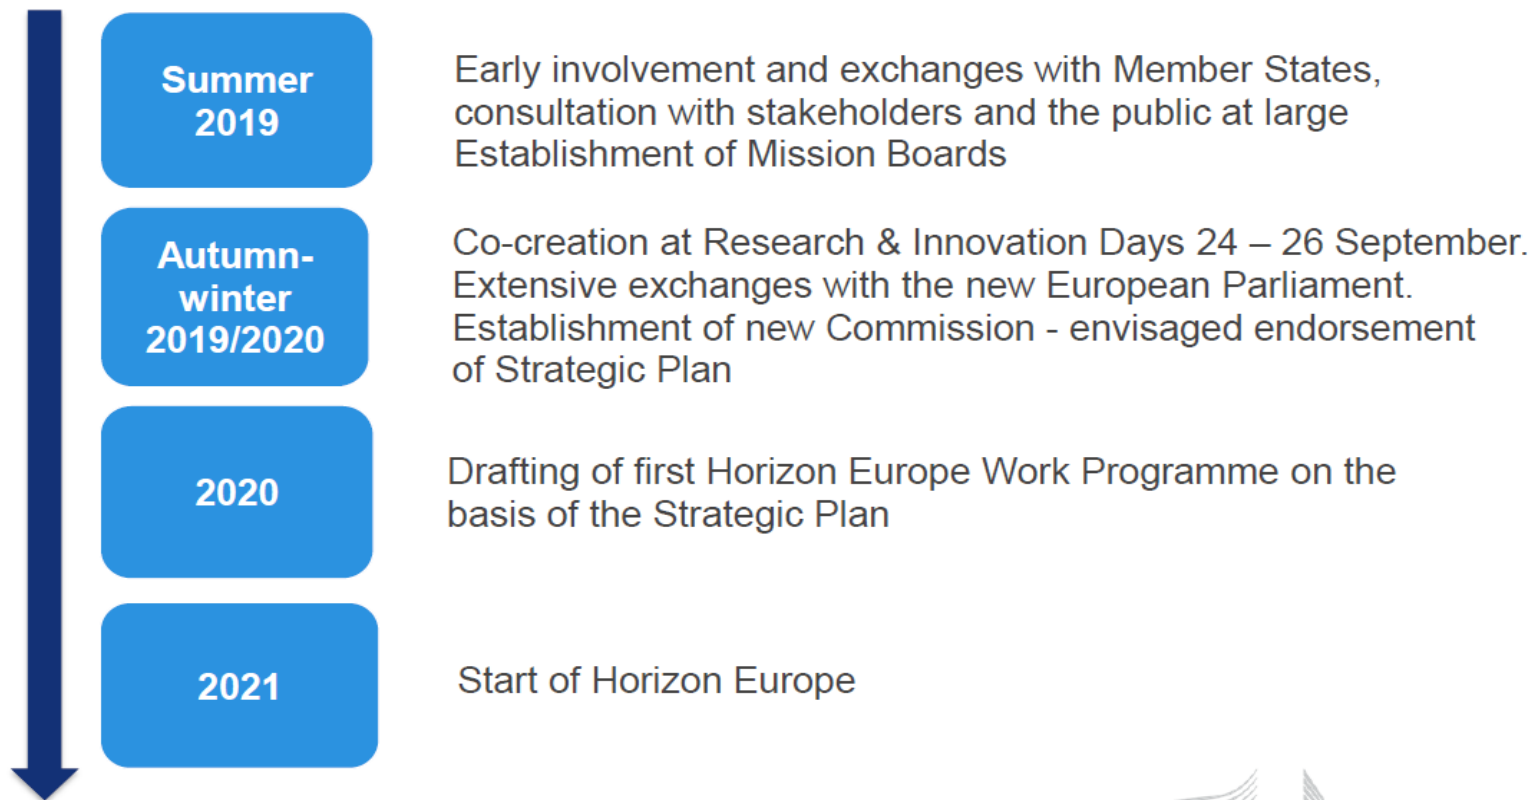 Summer
2019
Early involvement and exchanges with Member States,
consultation with stakeholders and the public at large
Establishment of Mission Boards
Autumn-
winter
2019/2020
Co-creation at Research & Innovation Days 24 – 26 September.
Extensive exchanges with the new European Parliament.
Establishment of new Commission - envisaged endorsement
of Strategic Plan
2020
Drafting of first Horizon Europe Work Programme on the
basis of the Strategic Plan
2021
Start of Horizon Europe